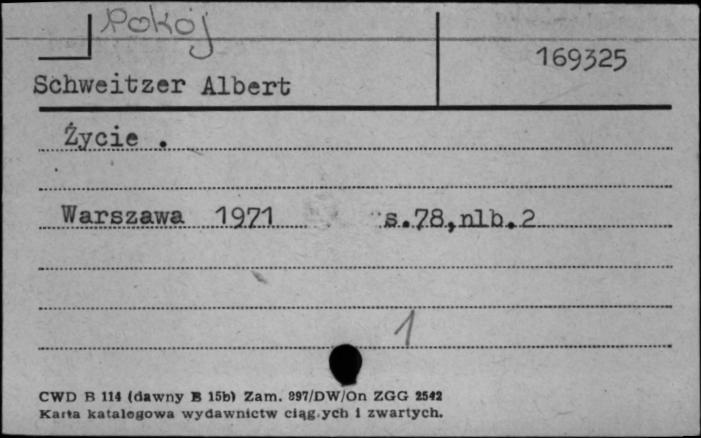 Pokój
169325
Schweitzer Albert
Życie .
Warszawa 1971 s.78,nlb.2
1
CWD B 114 (dawny B 15b) Zam. 897/DW/On ZGG 2542
Karta katalogowa wydawnictw ciąg.ych i zwartych.